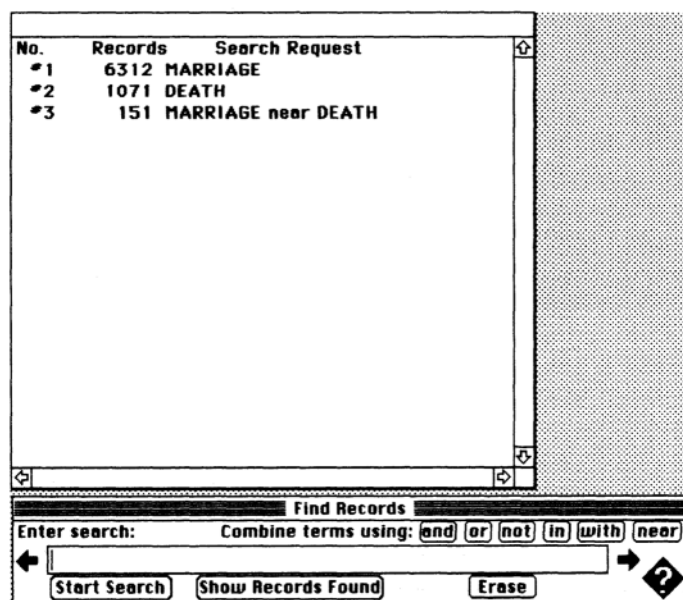 No. Records Search Request
#1 6312 MARRIAGE
#2 1071 DEATH
#3 151 MARRIAGE near DEATH
Find Records
Enter search: Combine terms using: and or not in with near
Start Search Show Records Found Erase ?